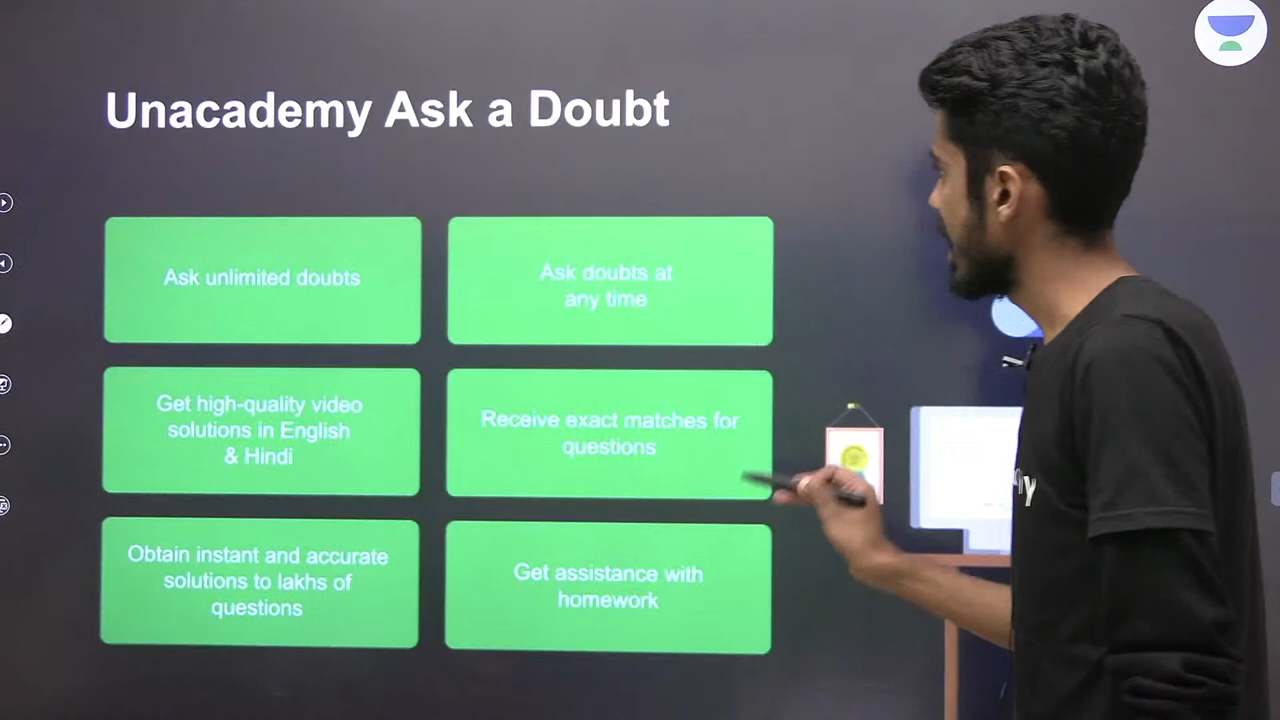 Unacademy Ask a Doubt
Ask unlimited doubts
Ask doubts at
any time
Get high-quality video
solutions in English
& Hindi
Receive exact matches for
questions
Obtain instant and accurate
solutions to lakhs of
questions
Get assistance with
homework